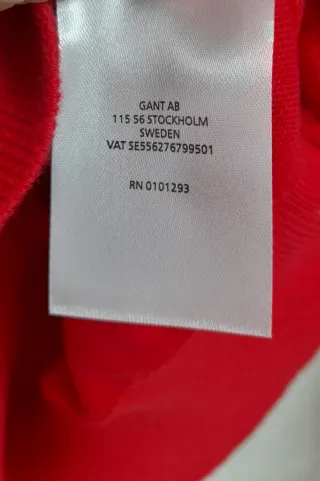 GANT AB
115 56 STOCKHOLM
SWEDEN
VAT SE556276799501
RN 0101293